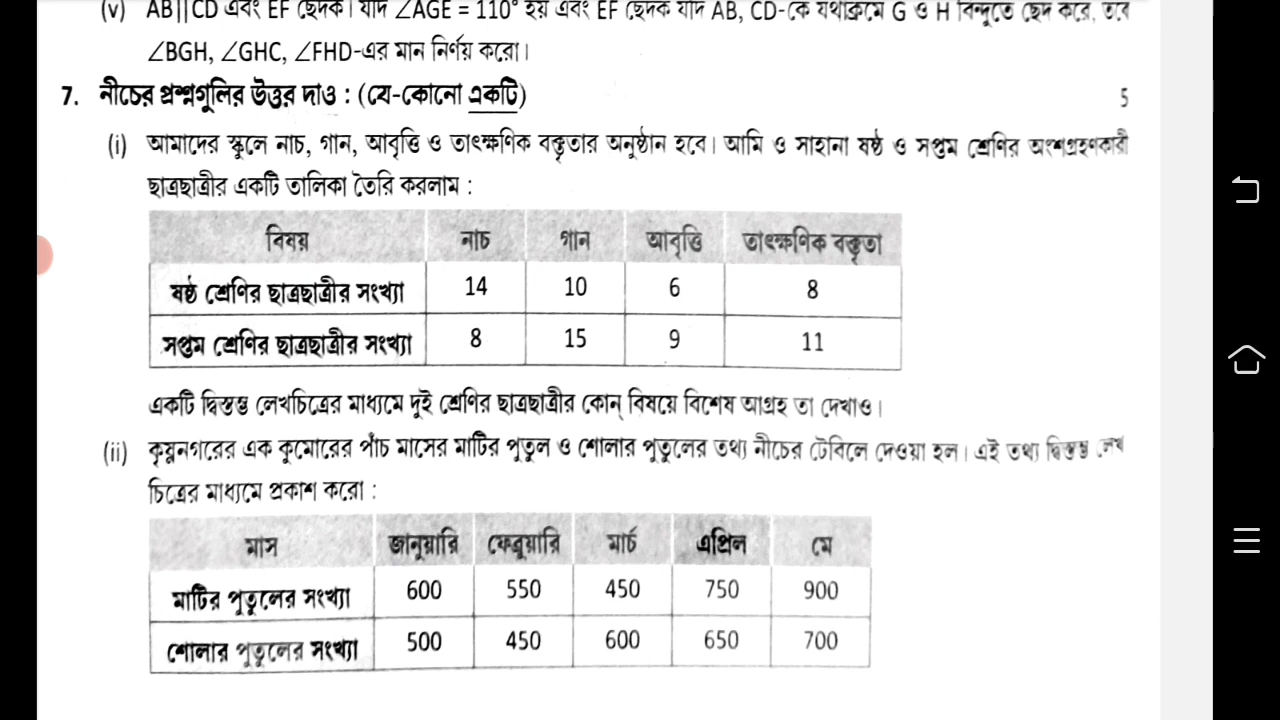 (v) AB||CD এবং EF ছেদক। যদি ∠AGE = 110° হয় এবং EF ছেদক যদি AB, CD-কে যথাক্রমে G ও H বিন্দুতে ছেদ করে, তবে
∠BGH, ∠GHC, ∠FHD-এর মান নির্ণয় করো।
7. নীচের প্রশ্নগুলির উত্তর দাও : (যে-কোনো একটি) 5
(i) আমাদের স্কুলে নাচ, গান, আবৃত্তি ও তাৎক্ষণিক বক্তৃতার অনুষ্ঠান হবে। আমি ও সাহানা ষষ্ঠ ও সপ্তম শ্রেণির অংশগ্রহণকারী
ছাত্রছাত্রীর একটি তালিকা তৈরি করলাম :
বিষয় নাচ গান আবৃত্তি তাৎক্ষণিক বক্তৃতা
ষষ্ঠ শ্রেণির ছাত্রছাত্রীর সংখ্যা 14 10 6 8
সপ্তম শ্রেণির ছাত্রছাত্রীর সংখ্যা 8 15 9 11
একটি দ্বিস্তম্ভ লেখচিত্রের মাধ্যমে দুই শ্রেণির ছাত্রছাত্রীর কোন্ বিষয়ে বিশেষ আগ্রহ তা দেখাও।
(ii) কৃষ্ণনগরের এক কুমোরের পাঁচ মাসের মাটির পুতুল ও শোলার পুতুলের তথ্য নীচের টেবিলে দেওয়া হল। এই তথ্য দ্বিস্তম্ভ লেখ
চিত্রের মাধ্যমে প্রকাশ করো :
মাস জানুয়ারি ফেব্রুয়ারি মার্চ এপ্রিল মে
মাটির পুতুলের সংখ্যা 600 550 450 750 900
শোলার পুতুলের সংখ্যা 500 450 600 650 700